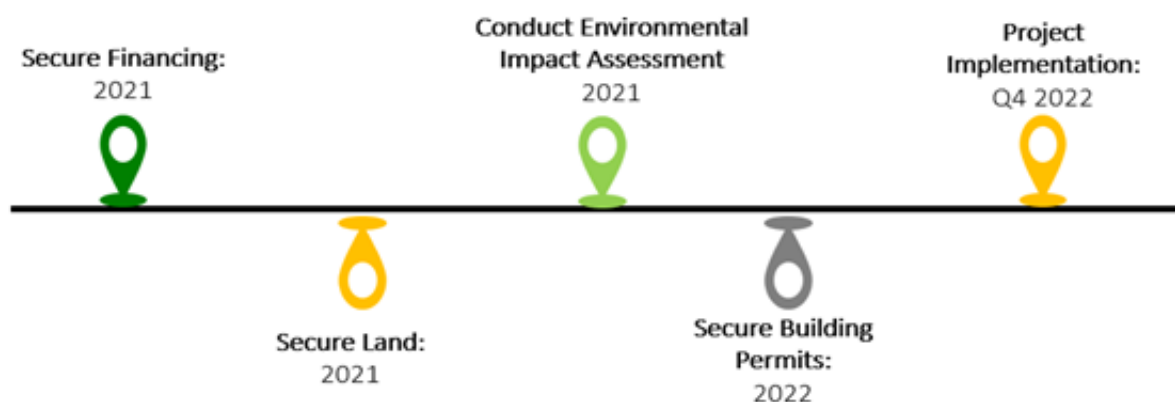 Secure Financing:
2021
Secure Land:
2021
Conduct Environmental
Impact Assessment
2021
Secure Building
Permits:
2022
Project
Implementation:
Q4 2022